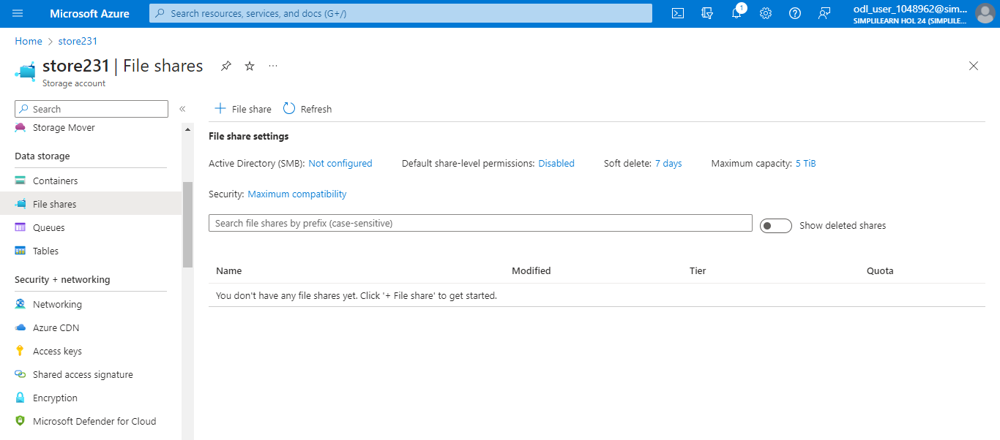 Microsoft Azure
Search resources, services, and docs (G+/)
1
odl_user_1048962@sim...
SIMPLILEARN HOL 24 (SIMPLILE...
Home > store231
store231 | File shares
Storage account
Search
Storage Mover
Data storage
Containers
File shares
Queues
Tables
Security + networking
Networking
Azure CDN
Access keys
Shared access signature
Encryption
Microsoft Defender for Cloud
+ File share Refresh
File share settings
Active Directory (SMB): Not configured Default share-level permissions: Disabled Soft delete: 7 days Maximum capacity: 5 TiB
Security: Maximum compatibility
Search file shares by prefix (case-sensitive)
Show deleted shares
Name Modified Tier Quota
You don't have any file shares yet. Click '+ File share' to get started.